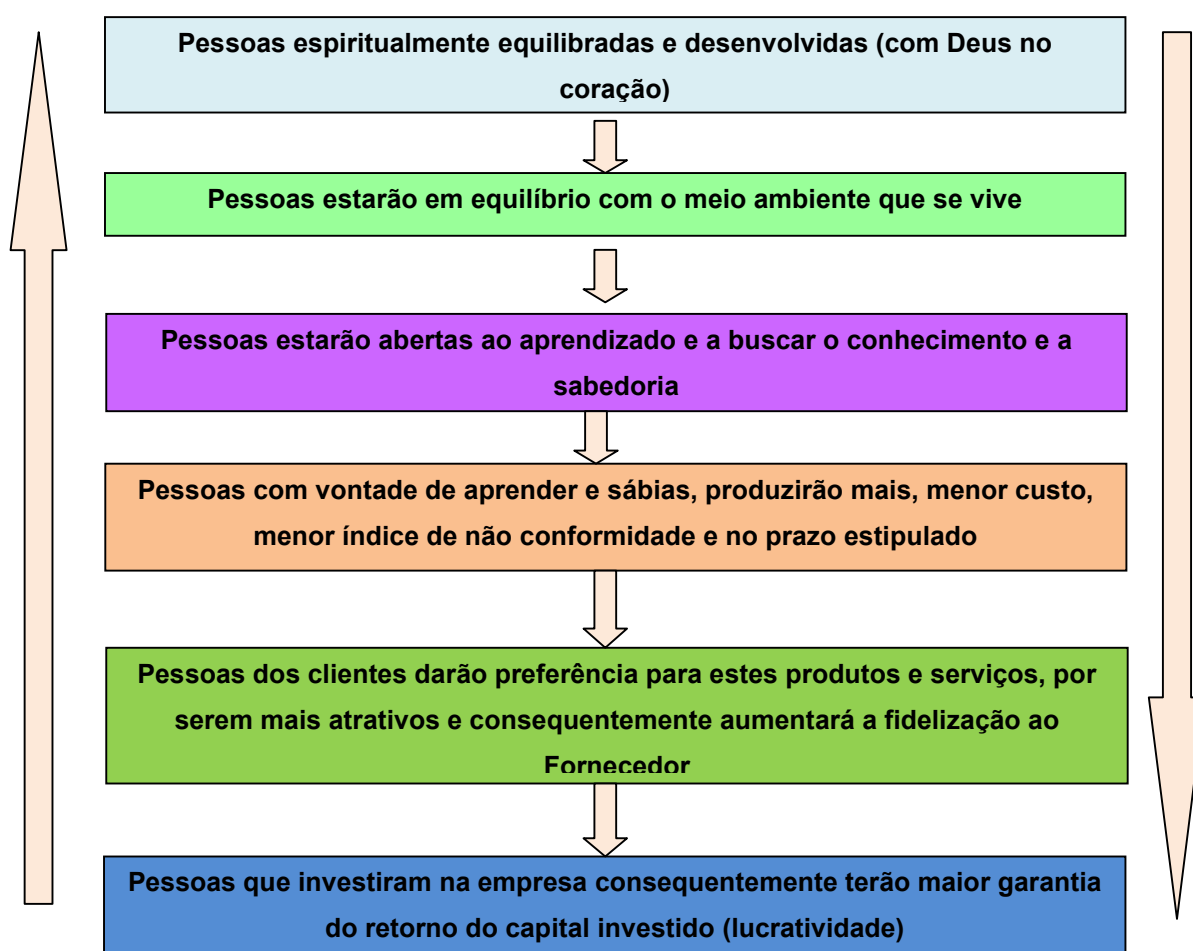 Pessoas espiritualmente equilibradas e desenvolvidas (com Deus no
coração)
Pessoas estarão em equilíbrio com o meio ambiente que se vive
Pessoas estarão abertas ao aprendizado e a buscar o conhecimento e a
sabedoria
Pessoas com vontade de aprender e sábias, produzirão mais, menor custo,
menor índice de não conformidade e no prazo estipulado
Pessoas dos clientes darão preferência para estes produtos e serviços, por
serem mais atrativos e consequentemente aumentará a fidelização ao
Fornecedor
Pessoas que investiram na empresa consequentemente terão maior garantia
do retorno do capital investido (lucratividade)